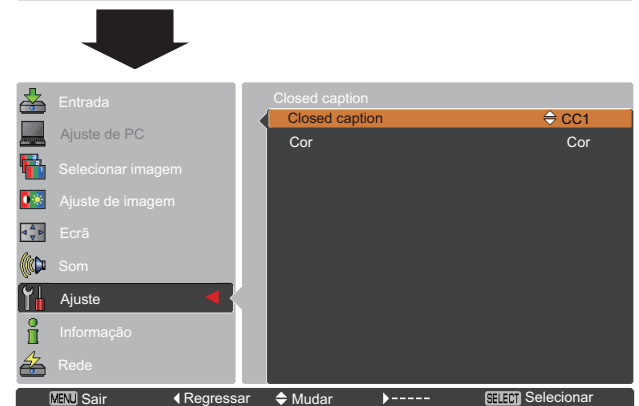 Entrada
Ajuste de PC
Selecionar imagem
Ajuste de imagem
Ecrã
Som
Ajuste
Informação
Rede
Closed caption
Closed caption CC1
Cor Cor
MENU Sair Regressar Mudar ----- SELECT Selecionar